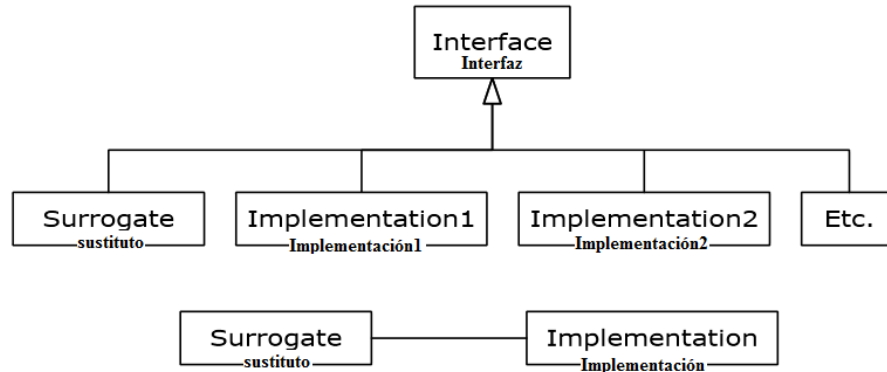 Interface
Interfaz
Surrogate
sustituto
Implementation1
Implementación1
Implementation2
Implementación2
Etc.
Surrogate
sustituto
Implementation
Implementación